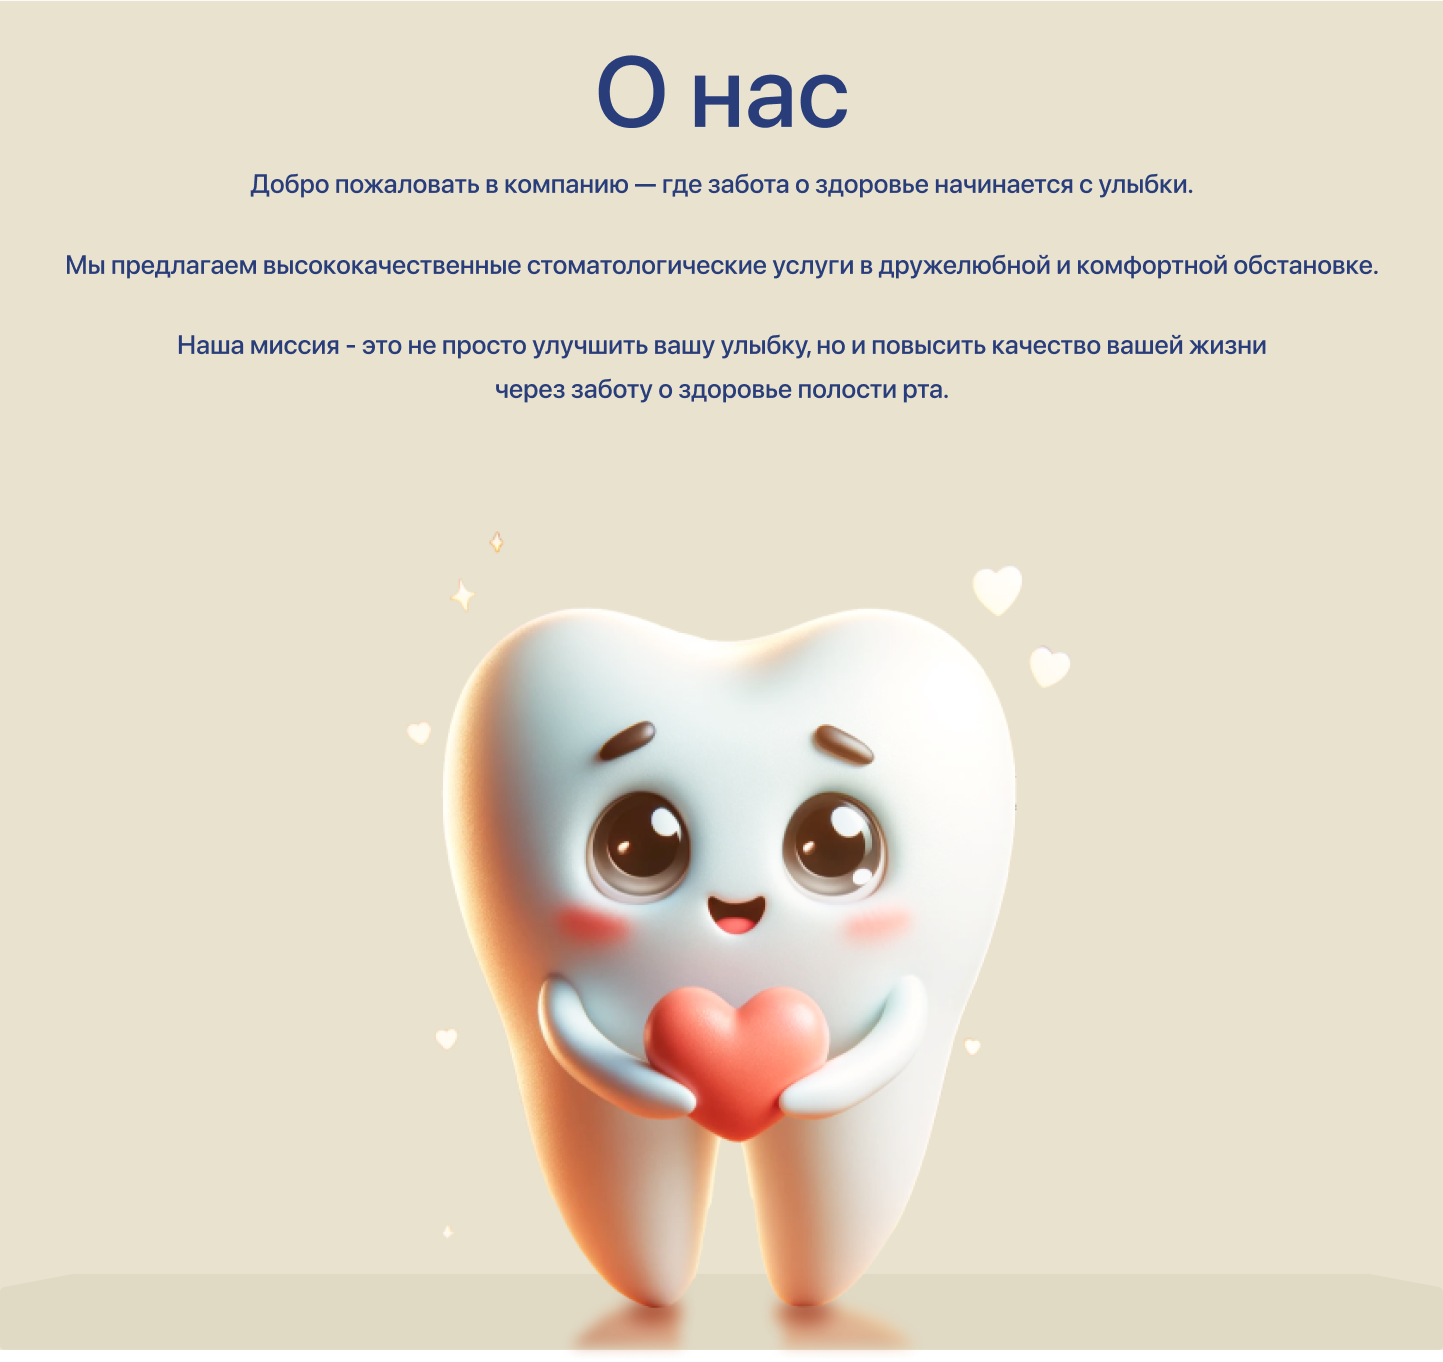 О нас
Добро пожаловать в компанию — где забота о здоровье начинается с улыбки.
Мы предлагаем высококачественные стоматологические услуги в дружелюбной и комфортной обстановке.
Наша миссия - это не просто улучшить вашу улыбку, но и повысить качество вашей жизни
через заботу о здоровье полости рта.